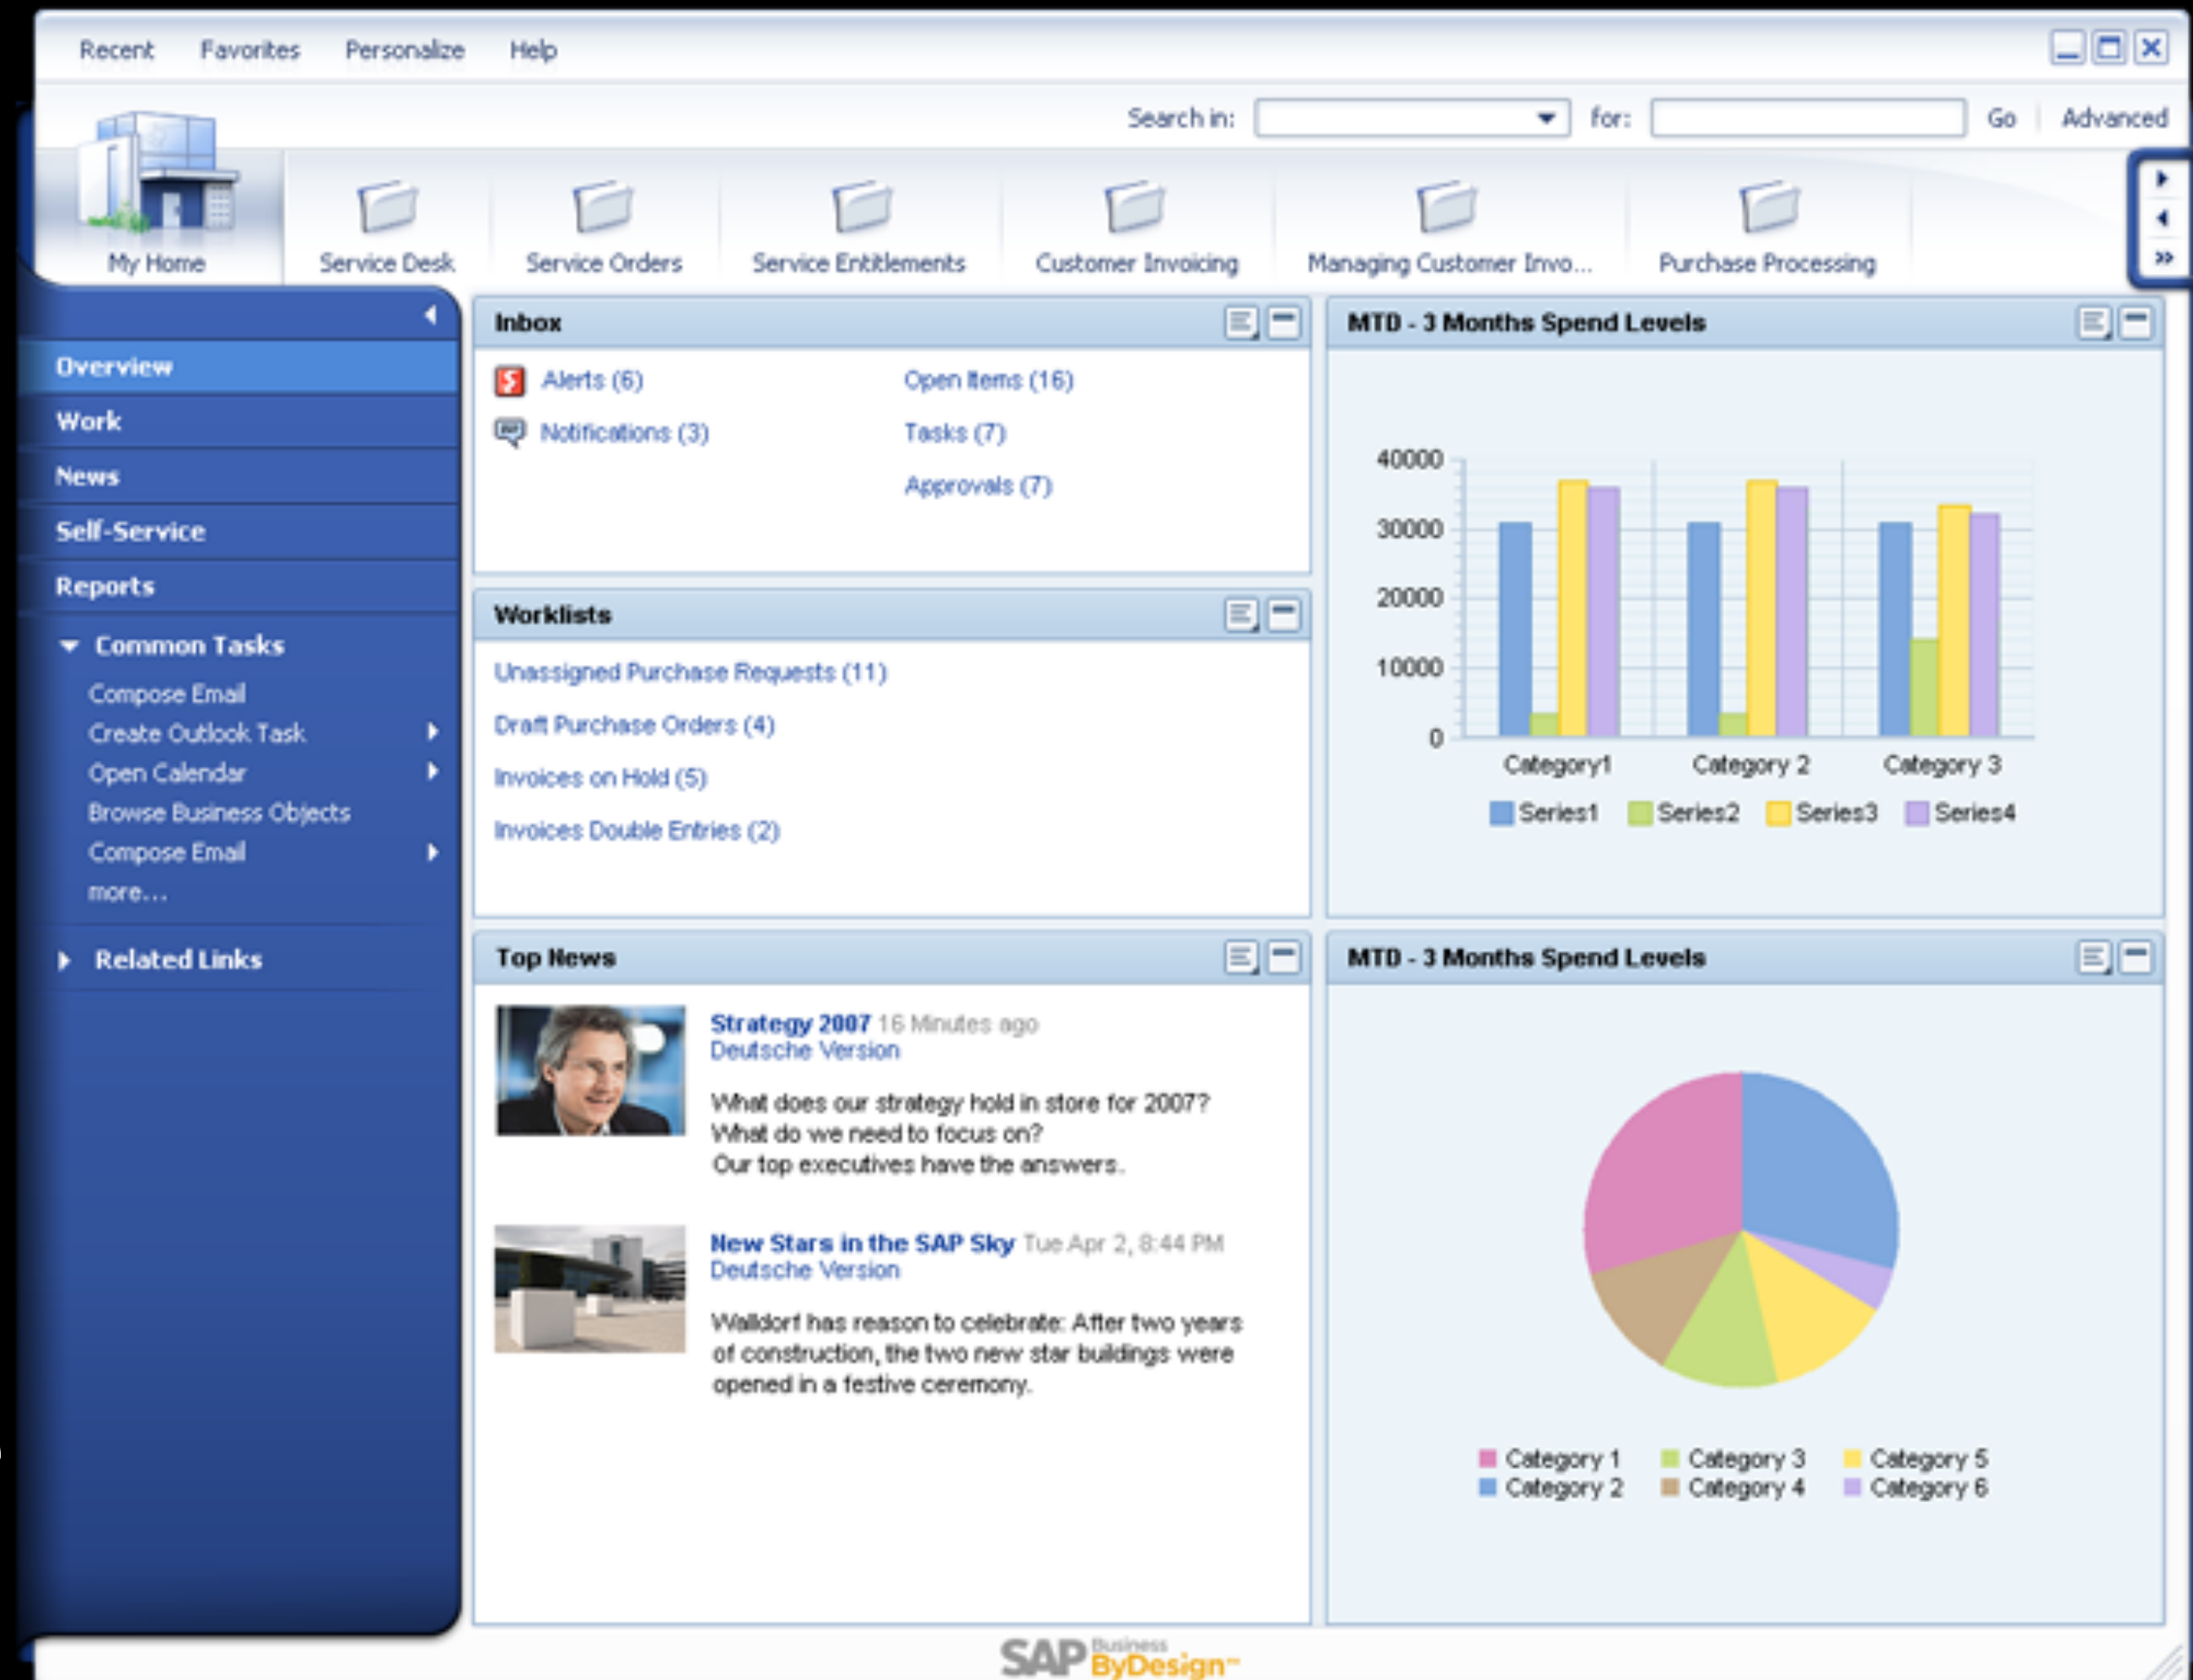 Recent Favorites Personalize Help
Search in: for: Go Advanced
My Home Service Desk Service Orders Service Entitlements Customer Invoicing Managing Customer Invo... Purchase Processing
Overview
Work
News
Self-Service
Reports
Common Tasks
Compose Email
Create Outlook Task
Open Calendar
Browse Business Objects
Compose Email
more...
Related Links
Inbox
Alerts (6) Open Items (16)
Notifications (3) Tasks (7)
Approvals (7)
Worklists
Unassigned Purchase Requests (11)
Draft Purchase Orders (4)
Invoices on Hold (5)
Invoices Double Entries (2)
Top News
Strategy 2007 16 Minutes ago
Deutsche Version
What does our strategy hold in store for 2007?
What do we need to focus on?
Our top executives have the answers.
New Stars in the SAP Sky Tue Apr 2, 8:44 PM
Deutsche Version
Walldorf has reason to celebrate: After two years
of construction, the two new star buildings were
opened in a festive ceremony.
MTD - 3 Months Spend Levels
40000
30000
20000
10000
0
Category1 Category 2 Category 3
Series1 Series2 Series3 Series4
MTD - 3 Months Spend Levels
Category 1 Category 3 Category 5
Category 2 Category 4 Category 6
SAP Business
ByDesign™